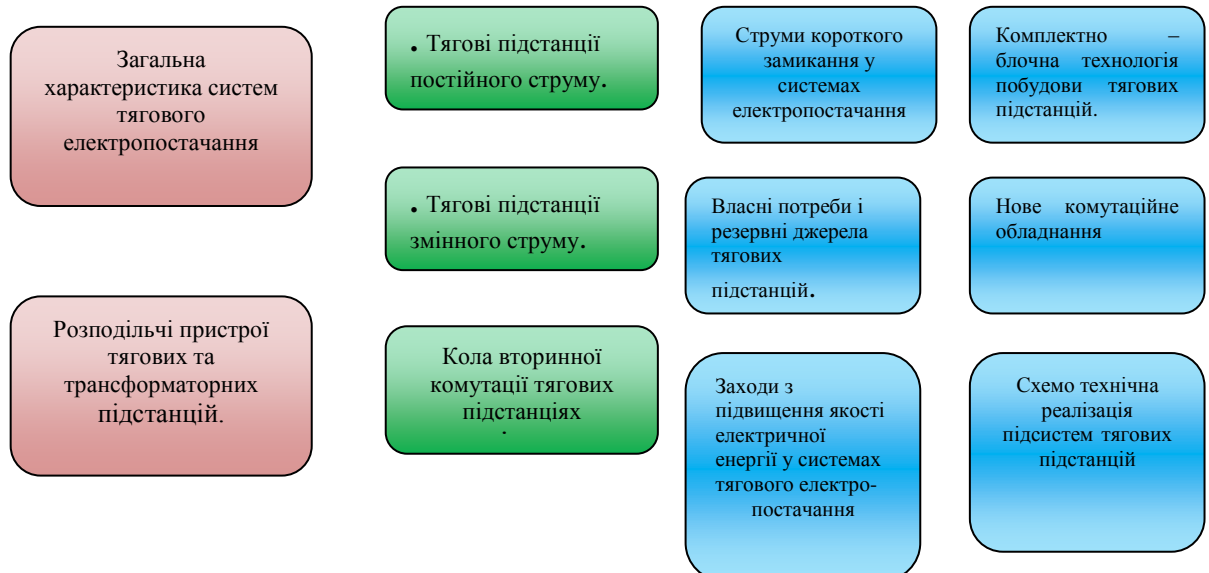 Загальна
характеристика систем
тягового
електропостачання
Розподільчі пристрої
тягових та
трансформаторних
підстанцій.
. Тягові підстанції
постійного струму.
. Тягові підстанції
змінного струму.
Кола вторинної
комутації тягових
підстанціях
.
Струми короткого
замикання у
системах
електропостачання
Власні потреби і
резервні джерела
тягових
підстанцій.
Заходи з
підвищення якості
електричної
енергії у системах
тягового електро-
постачання
Комплектно –
блочна технологія
побудови тягових
підстанцій.
Нове комутаційне
обладнання
Схемо технічна
реалізація
підсистем тягових
підстанцій